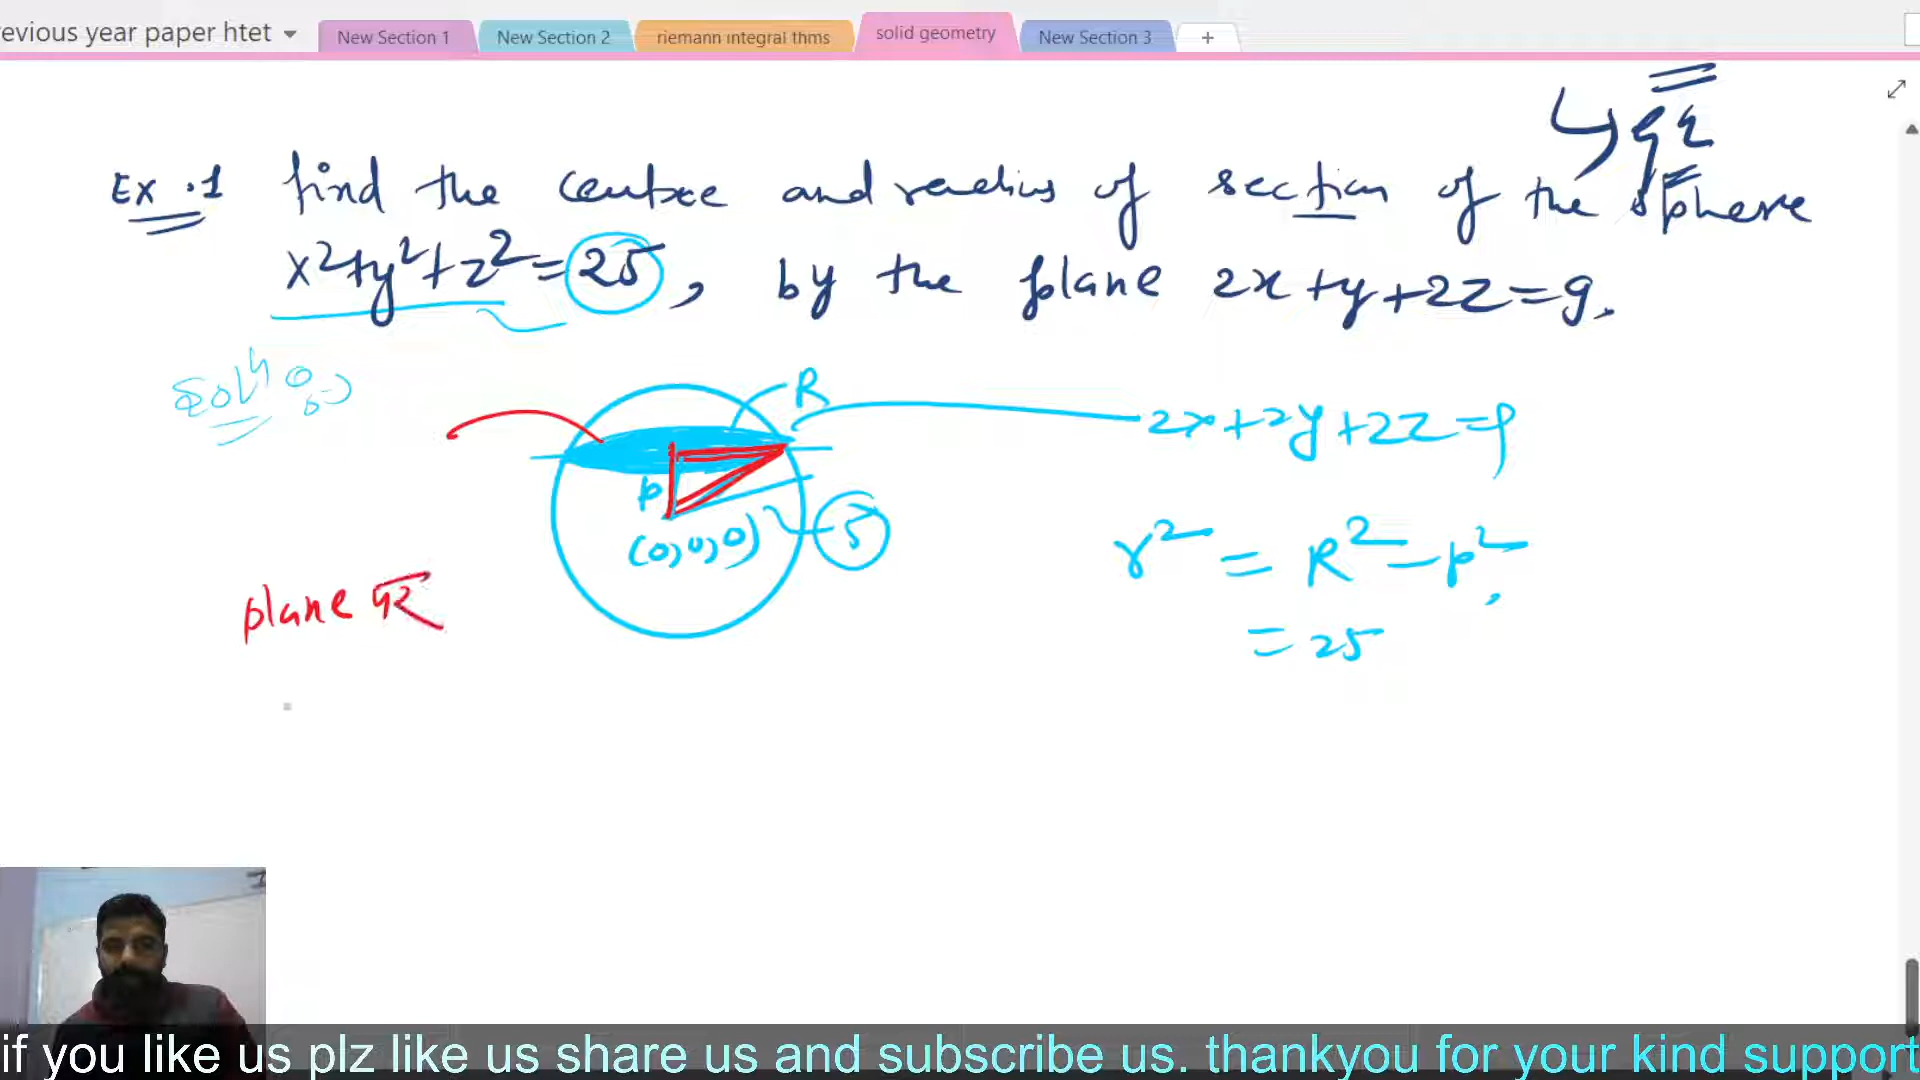 evious year paper htet
New Section 1
New Section 2
riemann integral thms
solid geometry
New Section 3
+
Ex.1 find the centre and radius of section of the sphere
x²+y²+z²=25, by the plane 2x+y+2z=9.
Solⁿ
R
2x+2y+2z=9
p
(0,0,0)
5
r² = R² - p²
= 25
plane
if you like us plz like us share us and subscribe us. thankyou for your kind support